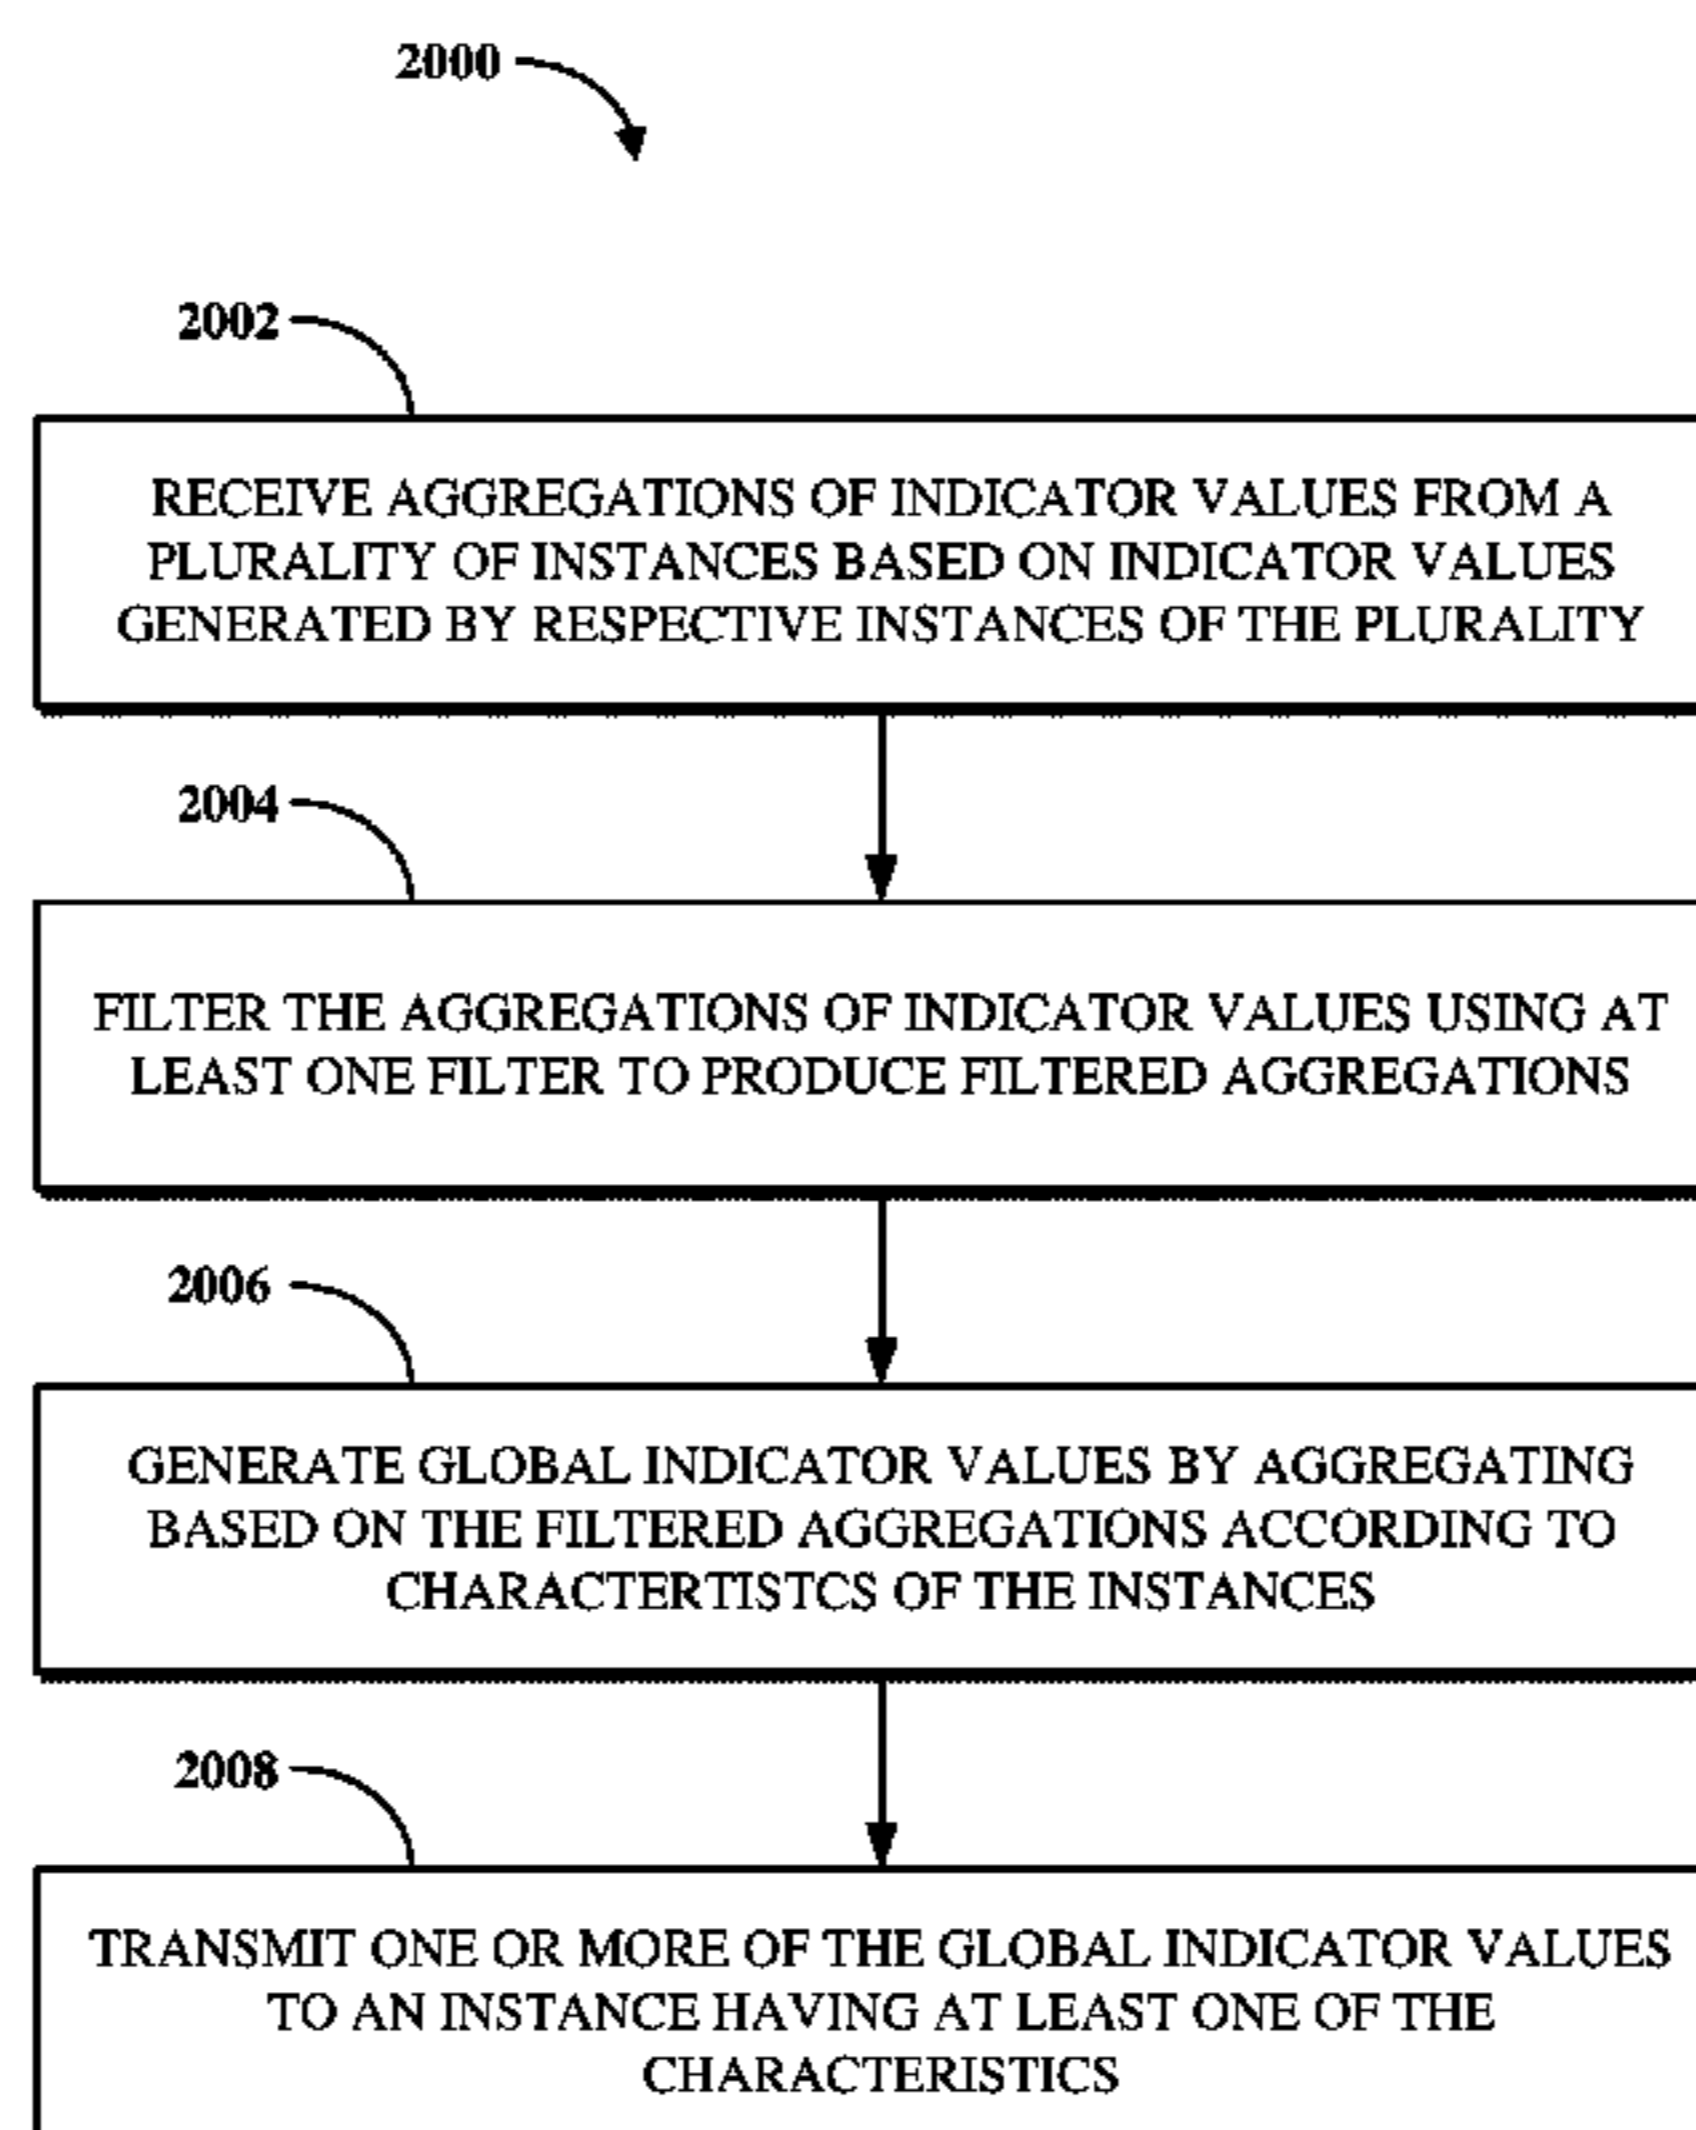 2000
2002
RECEIVE AGGREGATIONS OF INDICATOR VALUES FROM A
PLURALITY OF INSTANCES BASED ON INDICATOR VALUES
GENERATED BY RESPECTIVE INSTANCES OF THE PLURALITY
2004
FILTER THE AGGREGATIONS OF INDICATOR VALUES USING AT
LEAST ONE FILTER TO PRODUCE FILTERED AGGREGATIONS
2006
GENERATE GLOBAL INDICATOR VALUES BY AGGREGATING
BASED ON THE FILTERED AGGREGATIONS ACCORDING TO
CHARACTERTISTCS OF THE INSTANCES
2008
TRANSMIT ONE OR MORE OF THE GLOBAL INDICATOR VALUES
TO AN INSTANCE HAVING AT LEAST ONE OF THE
CHARACTERISTICS